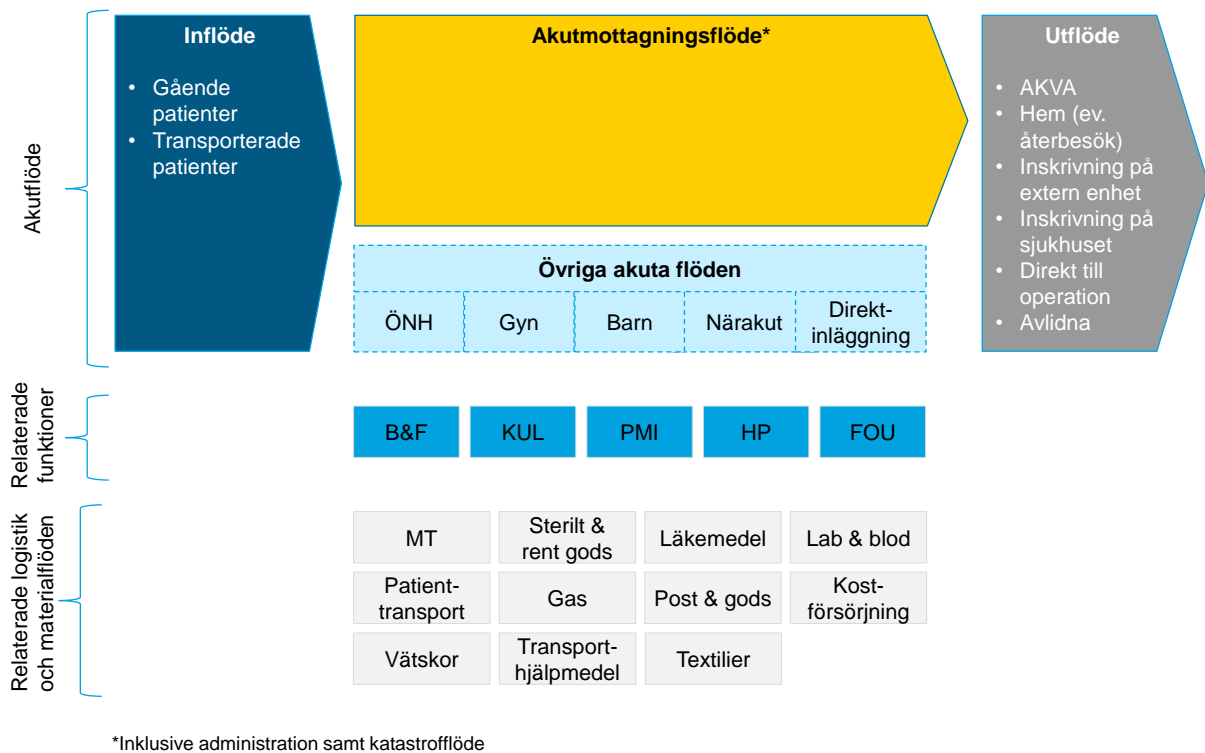 Inflöde
• Gående
patienter
• Transporterade
patienter
Akutmottagningsflöde*
Utflöde
• AKVA
• Hem (ev.
återbesök)
• Inskrivning på
extern enhet
• Inskrivning på
sjukhuset
• Direkt till
operation
• Avlidna
Akutflöde
Övriga akuta flöden
ÖNH
Gyn
Barn
Närakut
Direkt-
inläggning
Relaterade
funktioner
B&F
KUL
PMI
HP
FOU
Relaterade logistik
och materialflöden
MT
Sterilt &
rent gods
Läkemedel
Lab & blod
Patient-
transport
Gas
Post & gods
Kost-
försörjning
Vätskor
Transport-
hjälpmedel
Textilier
*Inklusive administration samt katastrofflöde